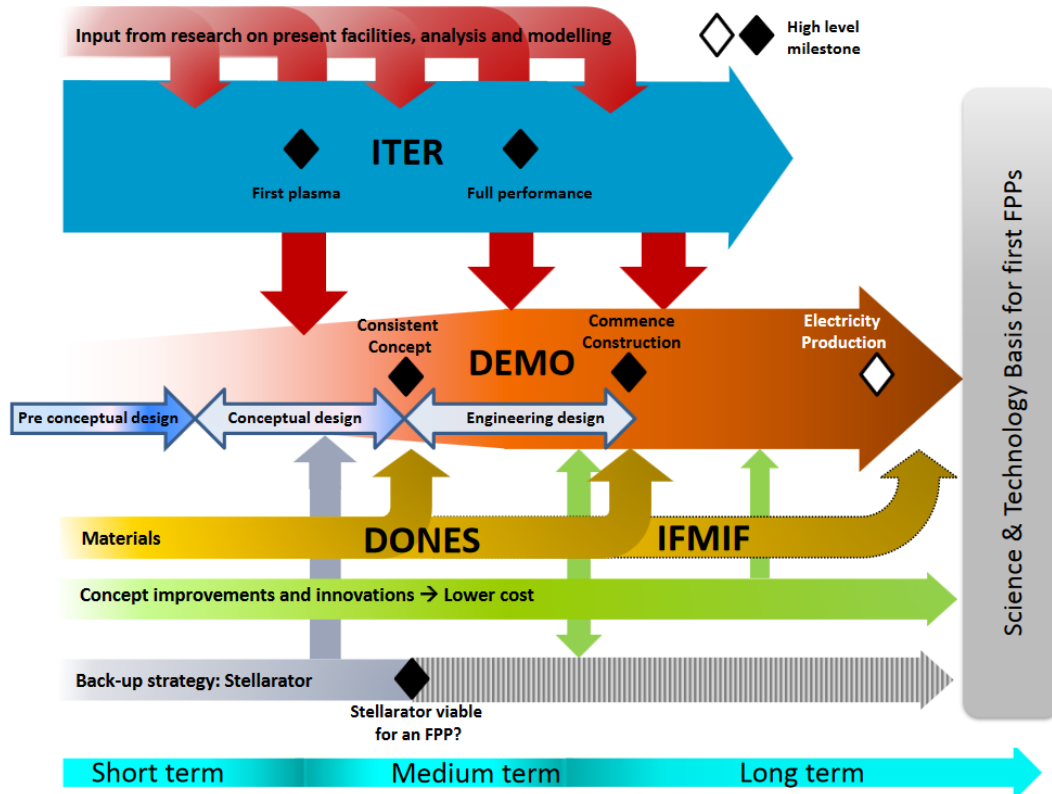 Input from research on present facilities, analysis and modelling
High level
milestone
ITER
First plasma
Full performance
Consistent
Concept
DEMO
Commence
Construction
Electricity
Production
Pre conceptual design
Conceptual design
Engineering design
Materials
DONES
IFMIF
Concept improvements and innovations → Lower cost
Back-up strategy: Stellarator
Stellarator viable
for an FPP?
Short term
Medium term
Long term
Science & Technology Basis for first FPPs